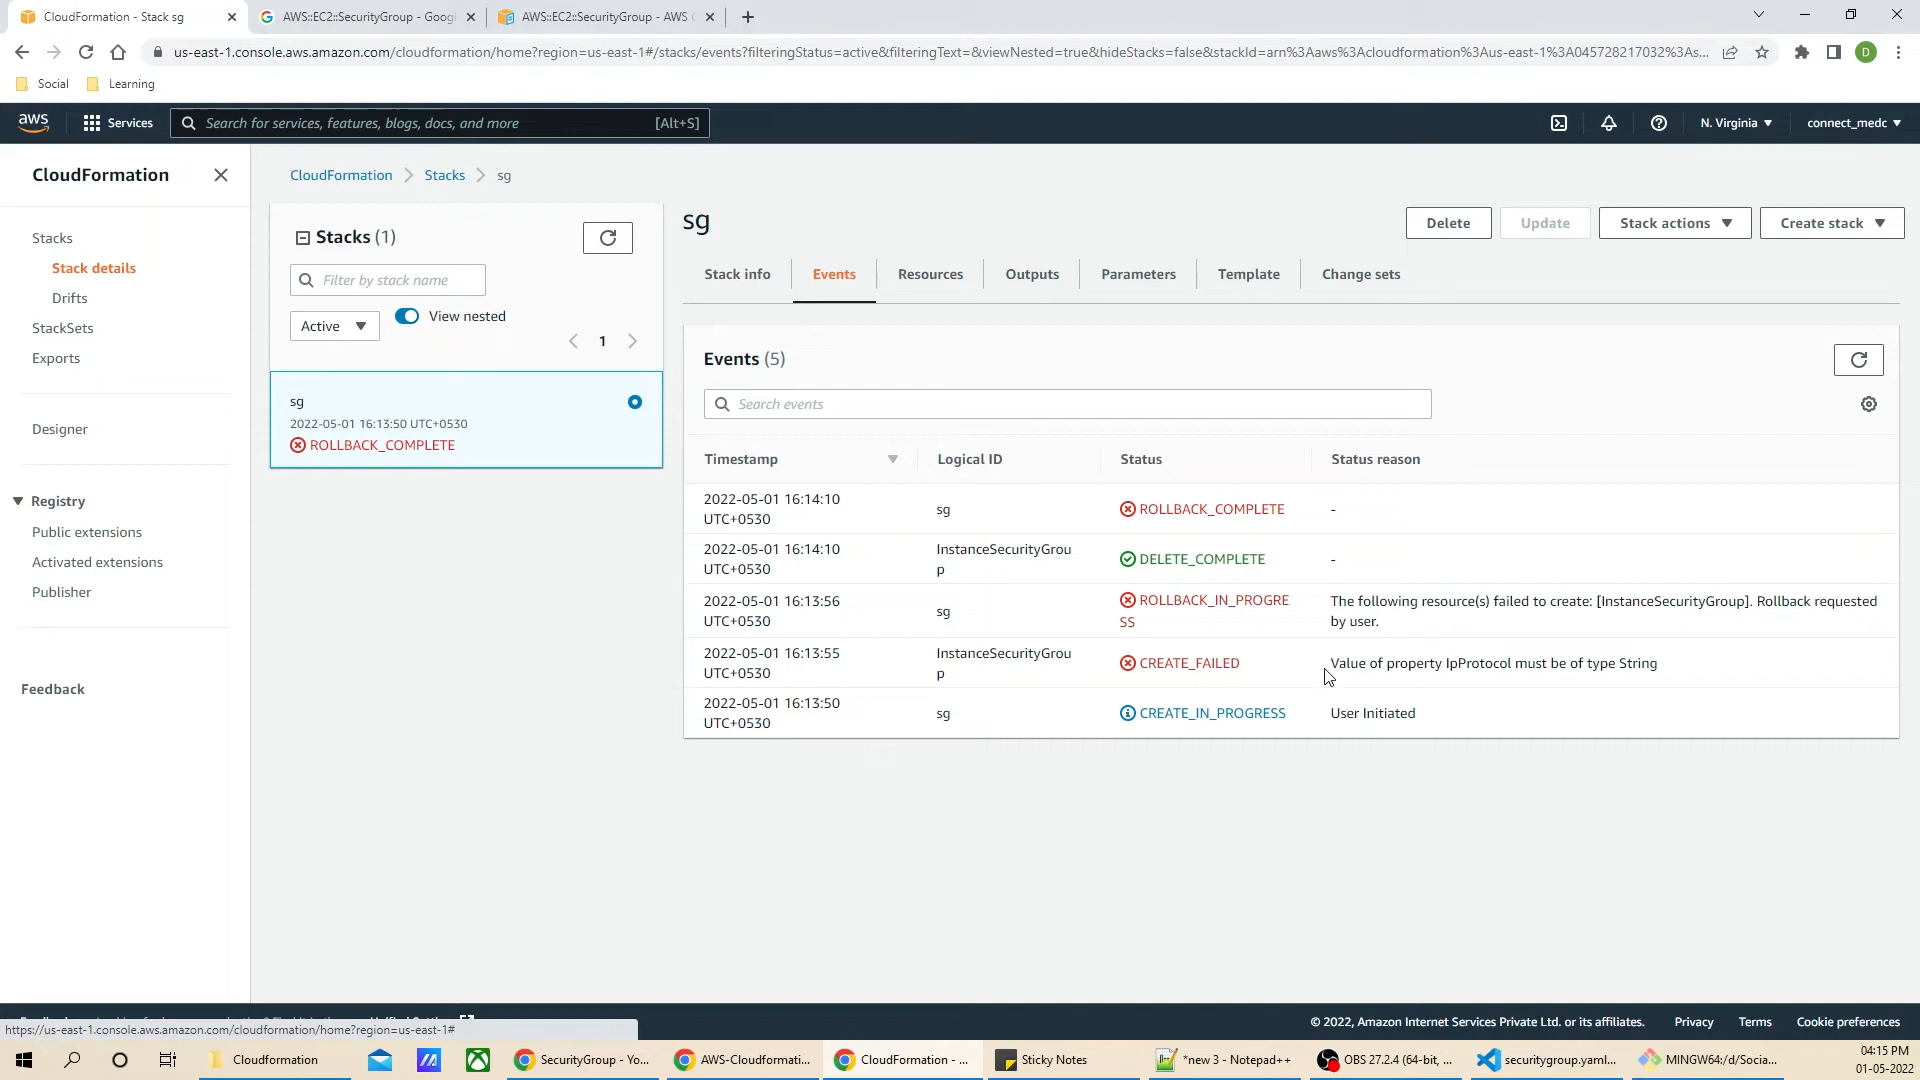 CloudFormation - Stack sg
AWS::EC2::SecurityGroup - Googl
AWS::EC2::SecurityGroup - AWS C
us-east-1.console.aws.amazon.com/cloudformation/home?region=us-east-1#/stacks/events?filteringStatus=active&filteringText=&viewNested=true&hideStacks=false&stackId=arn%3Aaws%3Acloudformation%3Aus-east-1%3A045728217032%3As...
D
Social
Learning
aws
Services
Search for services, features, blogs, docs, and more
[Alt+S]
N. Virginia
connect_medc
CloudFormation
Stacks
Stack details
Drifts
StackSets
Exports
Designer
Registry
Public extensions
Activated extensions
Publisher
Feedback
CloudFormation
Stacks
sg
Stacks (1)
Filter by stack name
Active
View nested
1
sg
2022-05-01 16:13:50 UTC+0530
ROLLBACK_COMPLETE
sg
Delete
Update
Stack actions
Create stack
Stack info
Events
Resources
Outputs
Parameters
Template
Change sets
Events (5)
Search events
Timestamp
Logical ID
Status
Status reason
2022-05-01 16:14:10
UTC+0530
sg
ROLLBACK_COMPLETE
-
2022-05-01 16:14:10
UTC+0530
InstanceSecurityGrou
p
DELETE_COMPLETE
-
2022-05-01 16:13:56
UTC+0530
sg
ROLLBACK_IN_PROGRE
SS
The following resource(s) failed to create: [InstanceSecurityGroup]. Rollback requested
by user.
2022-05-01 16:13:55
UTC+0530
InstanceSecurityGrou
p
CREATE_FAILED
Value of property IpProtocol must be of type String
2022-05-01 16:13:50
UTC+0530
sg
CREATE_IN_PROGRESS
User Initiated
https://us-east-1.console.aws.amazon.com/cloudformation/home?region=us-east-1#
© 2022, Amazon Internet Services Private Ltd. or its affiliates.
Privacy
Terms
Cookie preferences
Cloudformation
SecurityGroup - Yo...
AWS-Cloudformati...
CloudFormation - ...
Sticky Notes
*new 3 - Notepad++
OBS 27.2.4 (64-bit, ...
securitygroup.yaml...
MINGW64:/d/Socia...
04:15 PM
01-05-2022